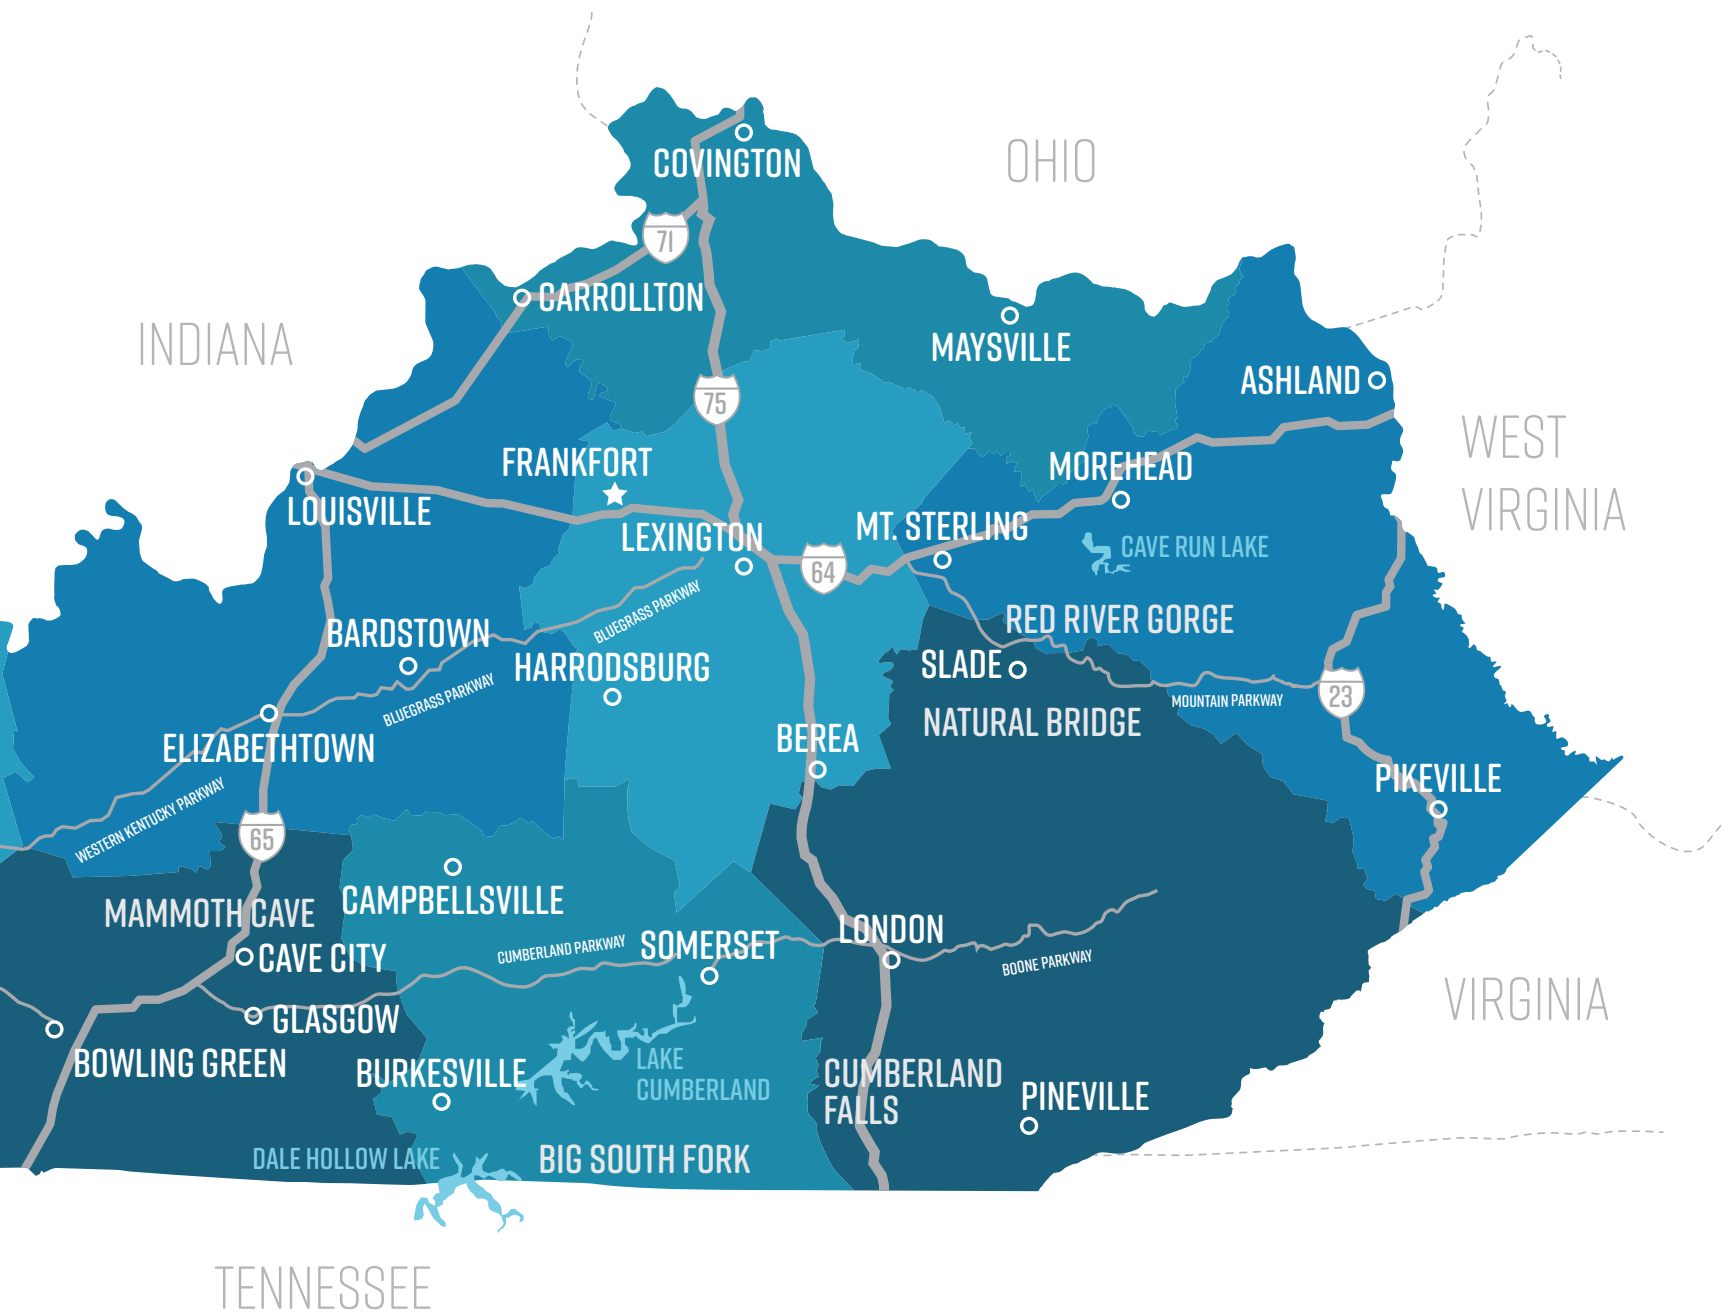 OHIO
COVINGTON
71
CARROLLTON
INDIANA
MAYSVILLE
ASHLAND
75
WEST
VIRGINIA
FRANKFORT
MOREHEAD
LOUISVILLE
LEXINGTON
MT. STERLING
CAVE RUN LAKE
64
BLUEGRASS PARKWAY
RED RIVER GORGE
BARDSTOWN
HARRODSBURG
SLADE
BLUEGRASS PARKWAY
MOUNTAIN PARKWAY
23
NATURAL BRIDGE
ELIZABETHTOWN
BEREA
PIKEVILLE
WESTERN KENTUCKY PARKWAY
65
CAMPBELLSVILLE
MAMMOTH CAVE
LONDON
SOMERSET
CUMBERLAND PARKWAY
CAVE CITY
BOONE PARKWAY
VIRGINIA
GLASGOW
BOWLING GREEN
BURKESVILLE
LAKE
CUMBERLAND
CUMBERLAND
FALLS
PINEVILLE
DALE HOLLOW LAKE
BIG SOUTH FORK
TENNESSEE